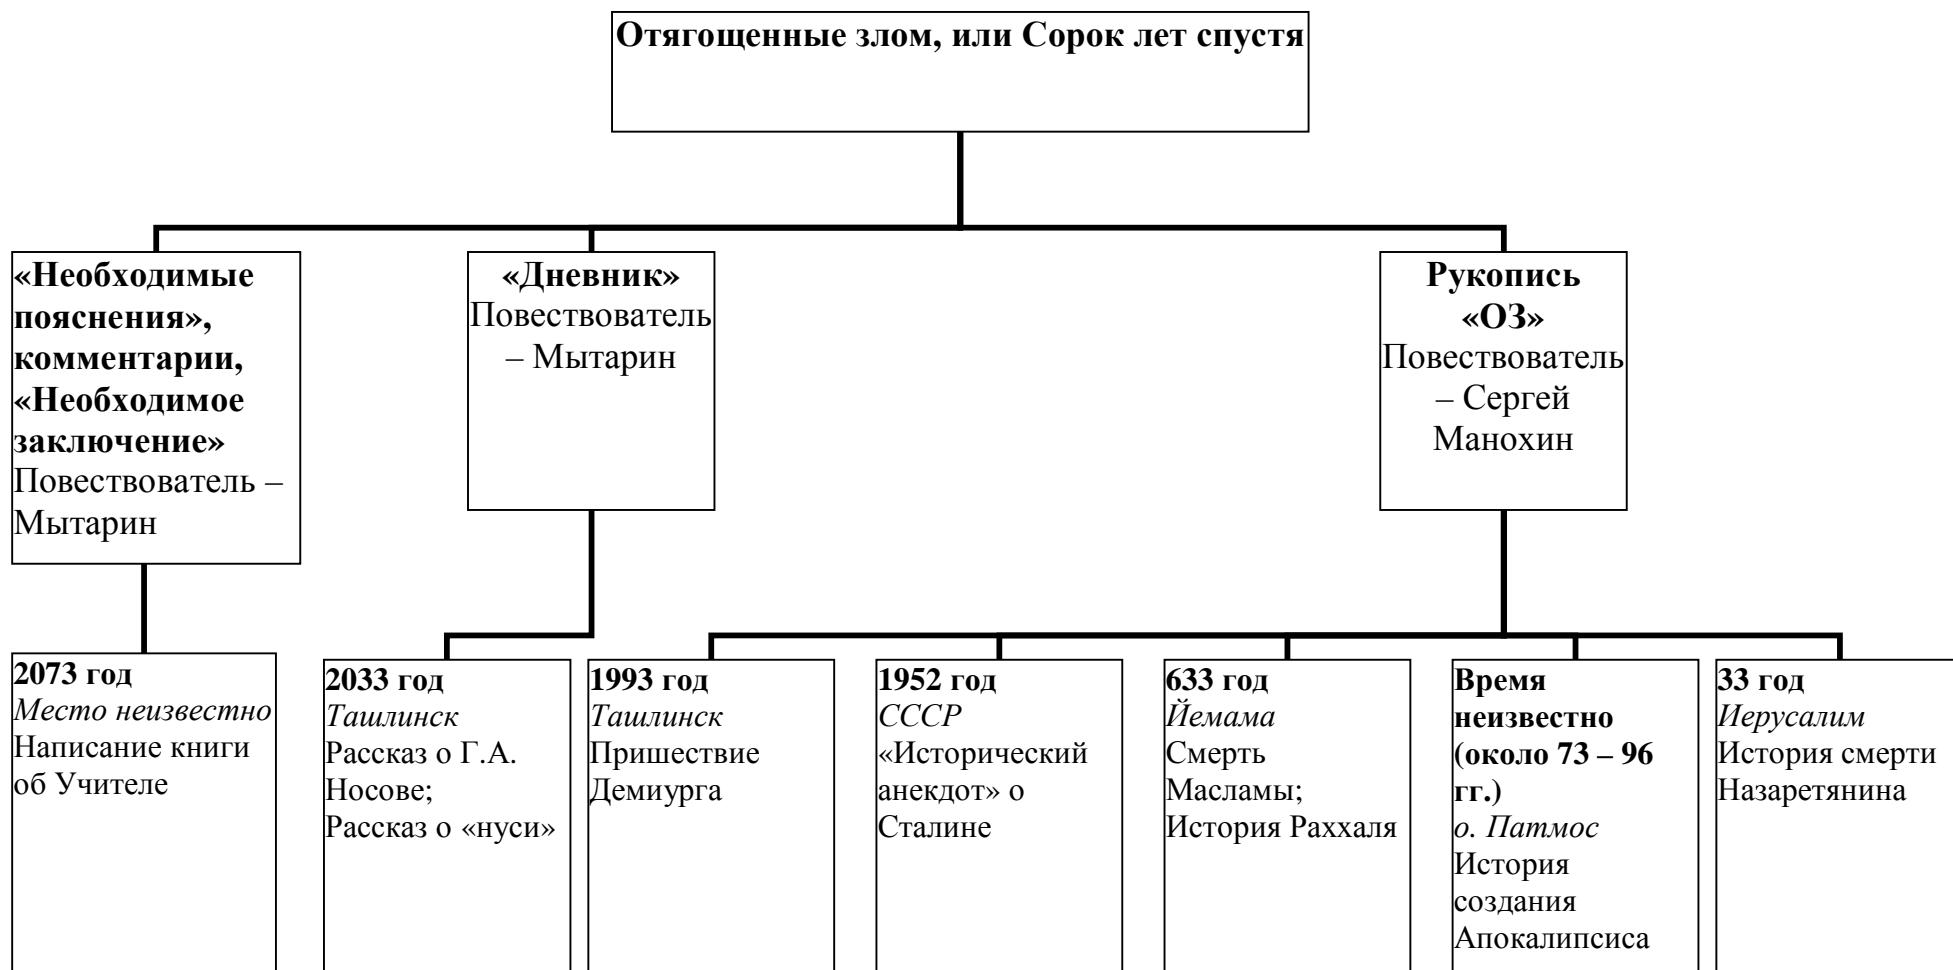 Отягощенные злом, или Сорок лет спустя
«Необходимые
пояснения»,
комментарии,
«Необходимое
заключение»
Повествователь –
Мытарин
«Дневник»
Повествователь
– Мытарин
Рукопись
«ОЗ»
Повествователь
– Сергей
Манохин
2073 год
Место неизвестно
Написание книги
об Учителе
2033 год
Ташлинск
Рассказ о Г.А.
Носове;
Рассказ о «нуси»
1993 год
Ташлинск
Пришествие
Демиурга
1952 год
СССР
«Исторический
анекдот» о
Сталине
633 год
Йемама
Смерть
Масламы;
История Раххаля
Время
неизвестно
(около 73 – 96
гг.)
о. Патмос
История
создания
Апокалипсиса
33 год
Иерусалим
История смерти
Назаретянина